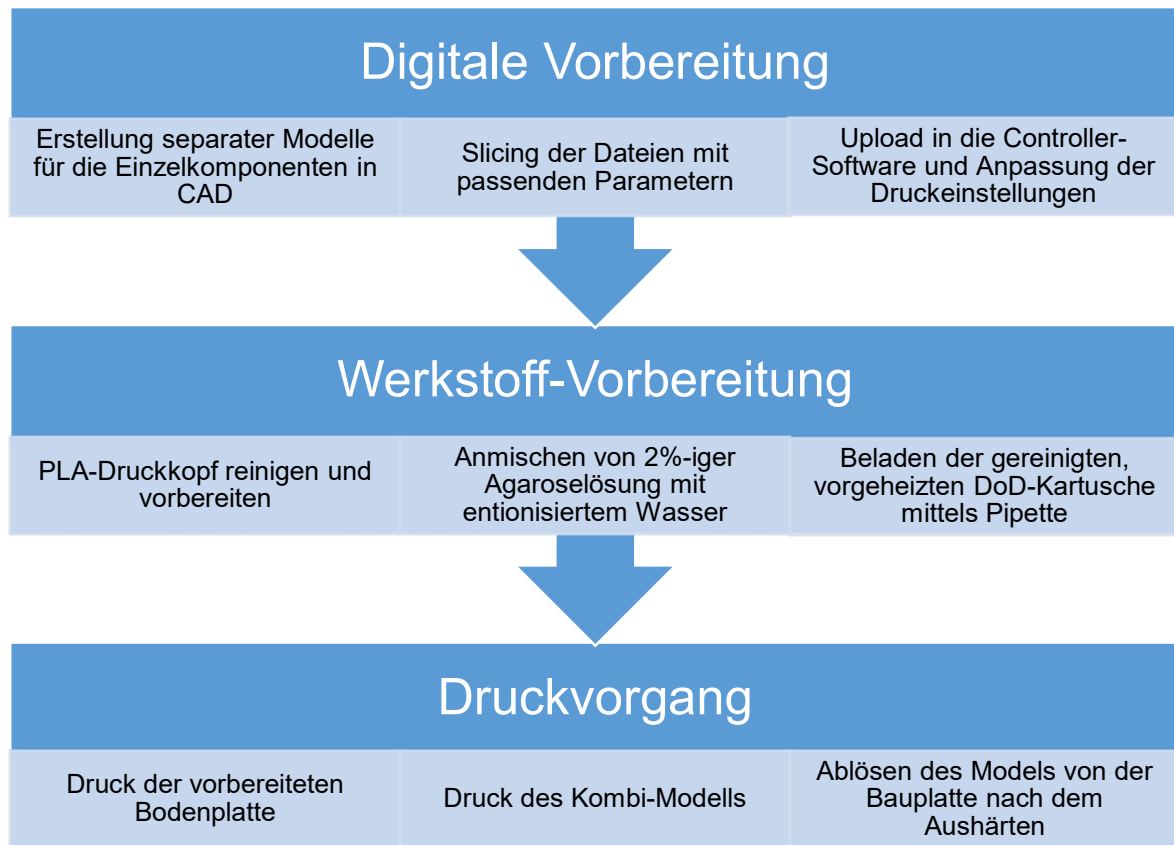 Digitale Vorbereitung
Erstellung separater Modelle
für die Einzelkomponenten in
CAD
Slicing der Dateien mit
passenden Parametern
Upload in die Controller-
Software und Anpassung der
Druckeinstellungen
Werkstoff-Vorbereitung
PLA-Druckkopf reinigen und
vorbereiten
Anmischen von 2%-iger
Agaroselösung mit
entionisiertem Wasser
Beladen der gereinigten,
vorgeheizten DoD-Kartusche
mittels Pipette
Druckvorgang
Druck der vorbereiteten
Bodenplatte
Druck des Kombi-Modells
Ablösen des Models von der
Bauplatte nach dem
Aushärten